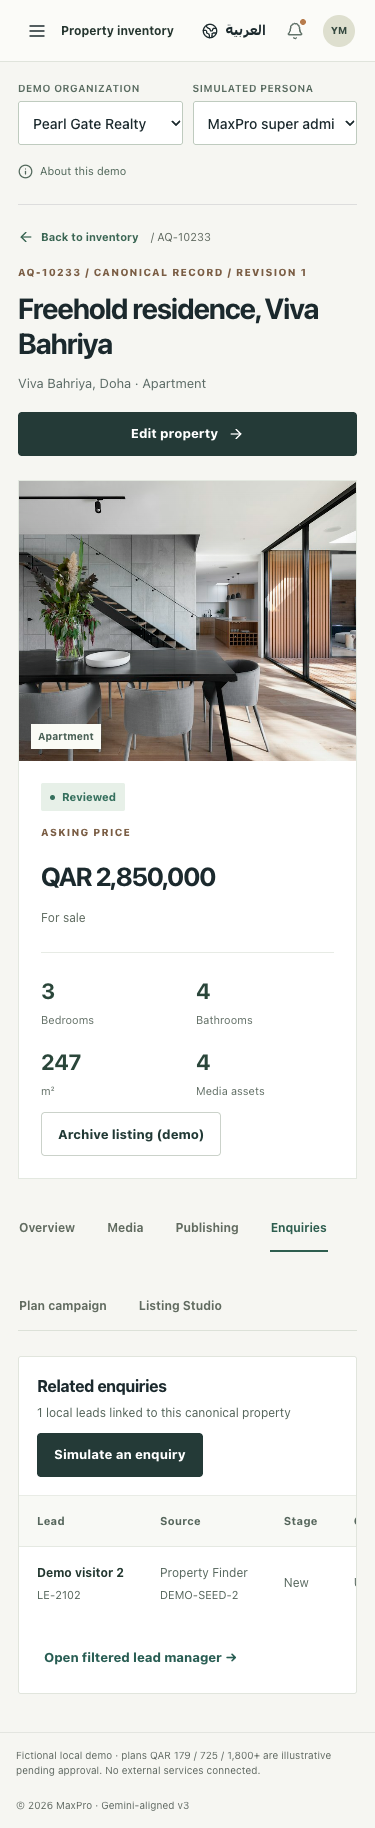 Property inventory
العربية
YM
DEMO ORGANIZATION
SIMULATED PERSONA
Pearl Gate Realty
MaxPro super admi
About this demo
Back to inventory / AQ-10233
AQ-10233 / CANONICAL RECORD / REVISION 1
Freehold residence, Viva
Bahriya
Viva Bahriya, Doha · Apartment
Edit property →
Apartment
Reviewed
ASKING PRICE
QAR 2,850,000
For sale
3
Bedrooms
4
Bathrooms
247
m²
4
Media assets
Archive listing (demo)
Overview Media Publishing Enquiries
Plan campaign Listing Studio
Related enquiries
1 local leads linked to this canonical property
Simulate an enquiry
Lead Source Stage
Demo visitor 2 Property Finder New
LE-2102 DEMO-SEED-2
Open filtered lead manager →
Fictional local demo · plans QAR 179 / 725 / 1,800+ are illustrative
pending approval. No external services connected.
© 2026 MaxPro · Gemini-aligned v3